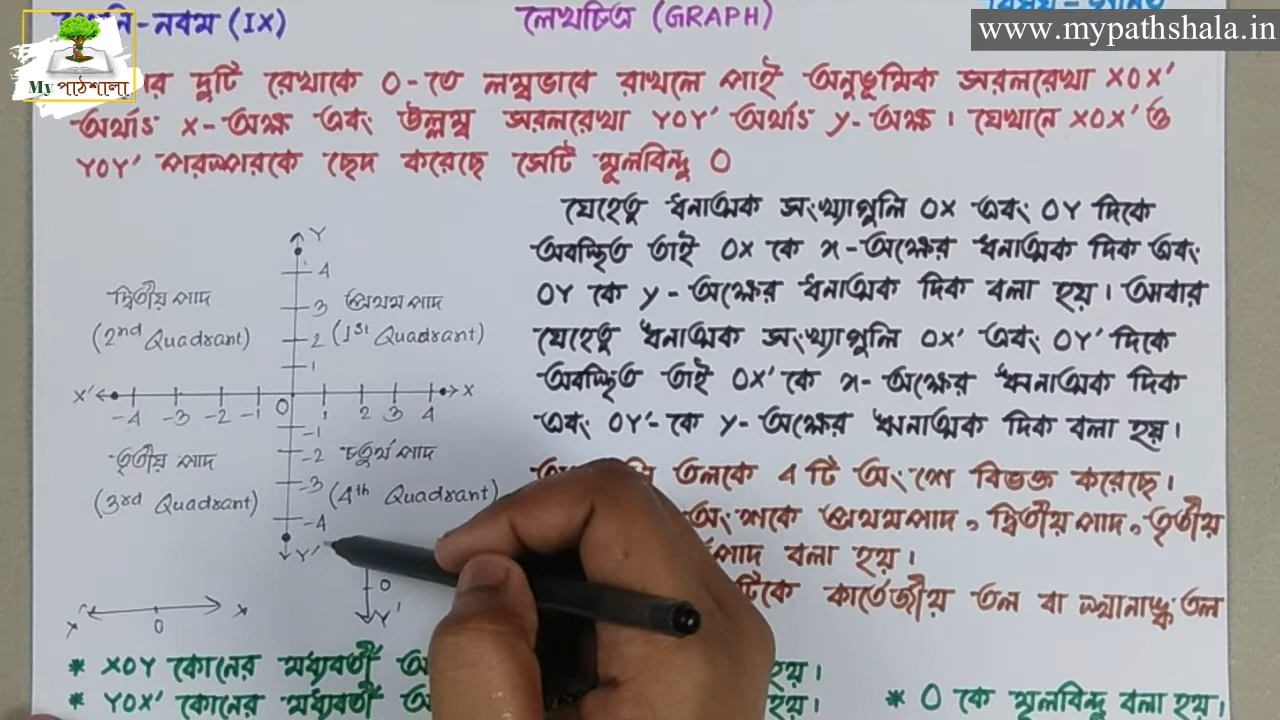 My পাঠশালা
www.mypathshala.in
নবম (IX)
লেখচিত্র (GRAPH)
দুটি রেখাকে O-তে লম্বভাবে রাখলে পাই অনুভূমিক সরলরেখা XOX′
অর্থাৎ x-অক্ষ এবং উল্লম্ব সরলরেখা YOY′ অর্থাৎ y-অক্ষ। যেখানে XOX′ ও
YOY′ পরস্পরকে ছেদ করেছে সেটি মূলবিন্দু O
যেহেতু ধনাত্মক সংখ্যাগুলি OX এবং OY দিকে
অবস্থিত তাই OX কে x-অক্ষের ধনাত্মক দিক এবং
OY কে y-অক্ষের ধনাত্মক দিক বলা হয়। আবার
যেহেতু ঋনাত্মক সংখ্যাগুলি OX′ এবং OY′ দিকে
অবস্থিত তাই OX′ কে x-অক্ষের ঋনাত্মক দিক
এবং OY′-কে y-অক্ষের ঋনাত্মক দিক বলা হয়।
তলকে 4 টি অংশে বিভক্ত করেছে।
অংশকে প্রথমপাদ, দ্বিতীয় পাদ, তৃতীয়
বলা হয়।
কার্তেজীয় তল বা স্থানাঙ্ক তল
Y
4
দ্বিতীয় পাদ 3 প্রথম পাদ
(2nd Quadrant) 2 (1st Quadrant)
1
X′ X
-4 -3 -2 -1 O 1 2 3 4
-1
তৃতীয় পাদ -2 চতুর্থ পাদ
(3rd Quadrant) -3 (4th Quadrant)
-4
Y′
O
Y′
X′ O X
* XOY কোনের মধ্যবর্তী হয়।
* YOX′ কোনের মধ্যবর্তী হয়। * O কে মূলবিন্দু বলা হয়।